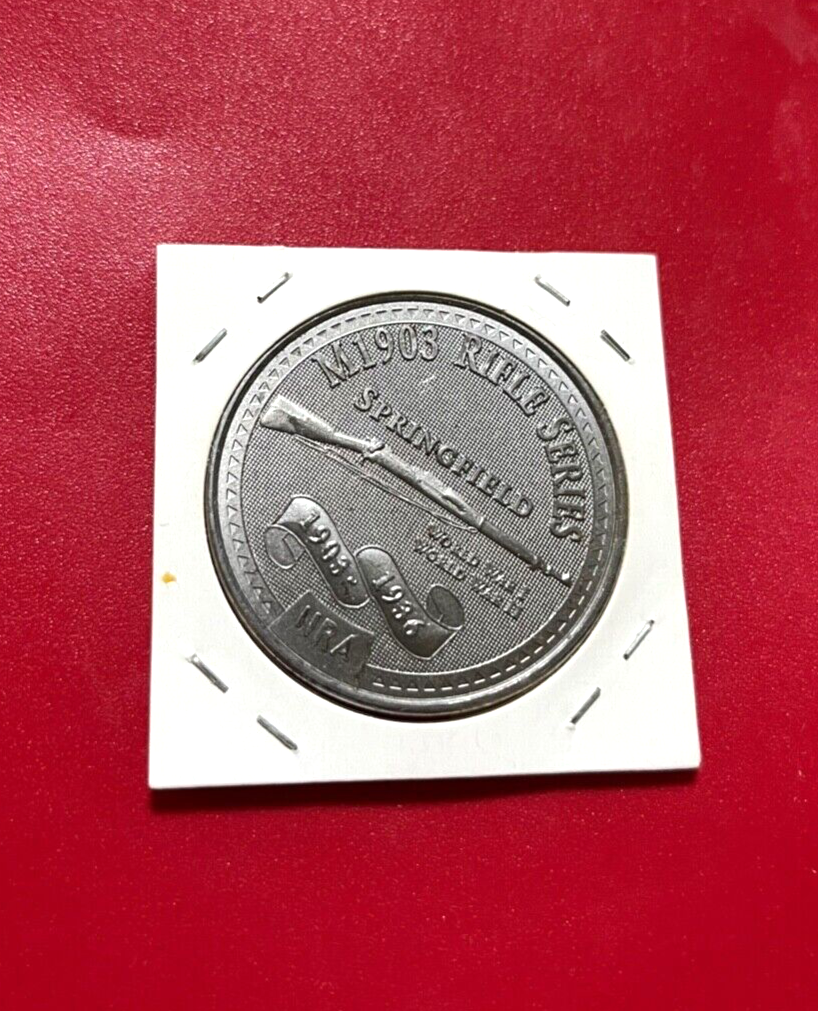 M1903 RIFLE SERIES
SPRINGFIELD
WORLD WAR I
WORLD WAR II
1903 - 1936
NRA